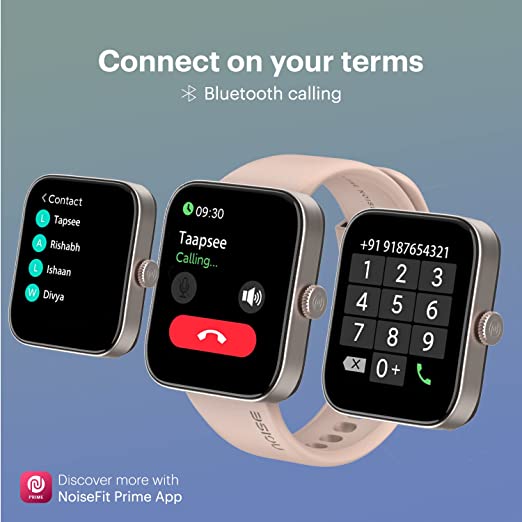 Connect on your terms
Bluetooth calling
< Contact
L Tapsee
A Rishabh
L Ishaan
W Divya
09:30
Taapsee
Calling...
+91 9187654321
1 2 3
4 5 6
7 8 9
X 0+
NOISE
PRIME
Discover more with
NoiseFit Prime App